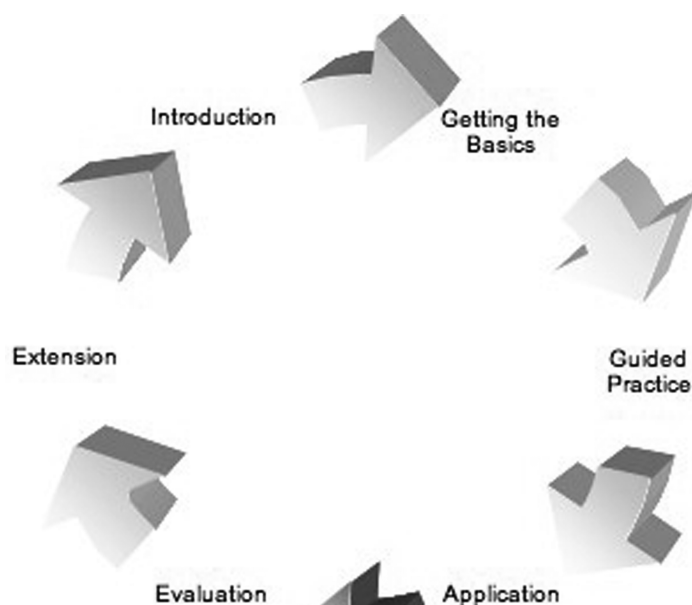 Introduction
Getting the
Basics
Guided
Practice
Application
Evaluation
Extension